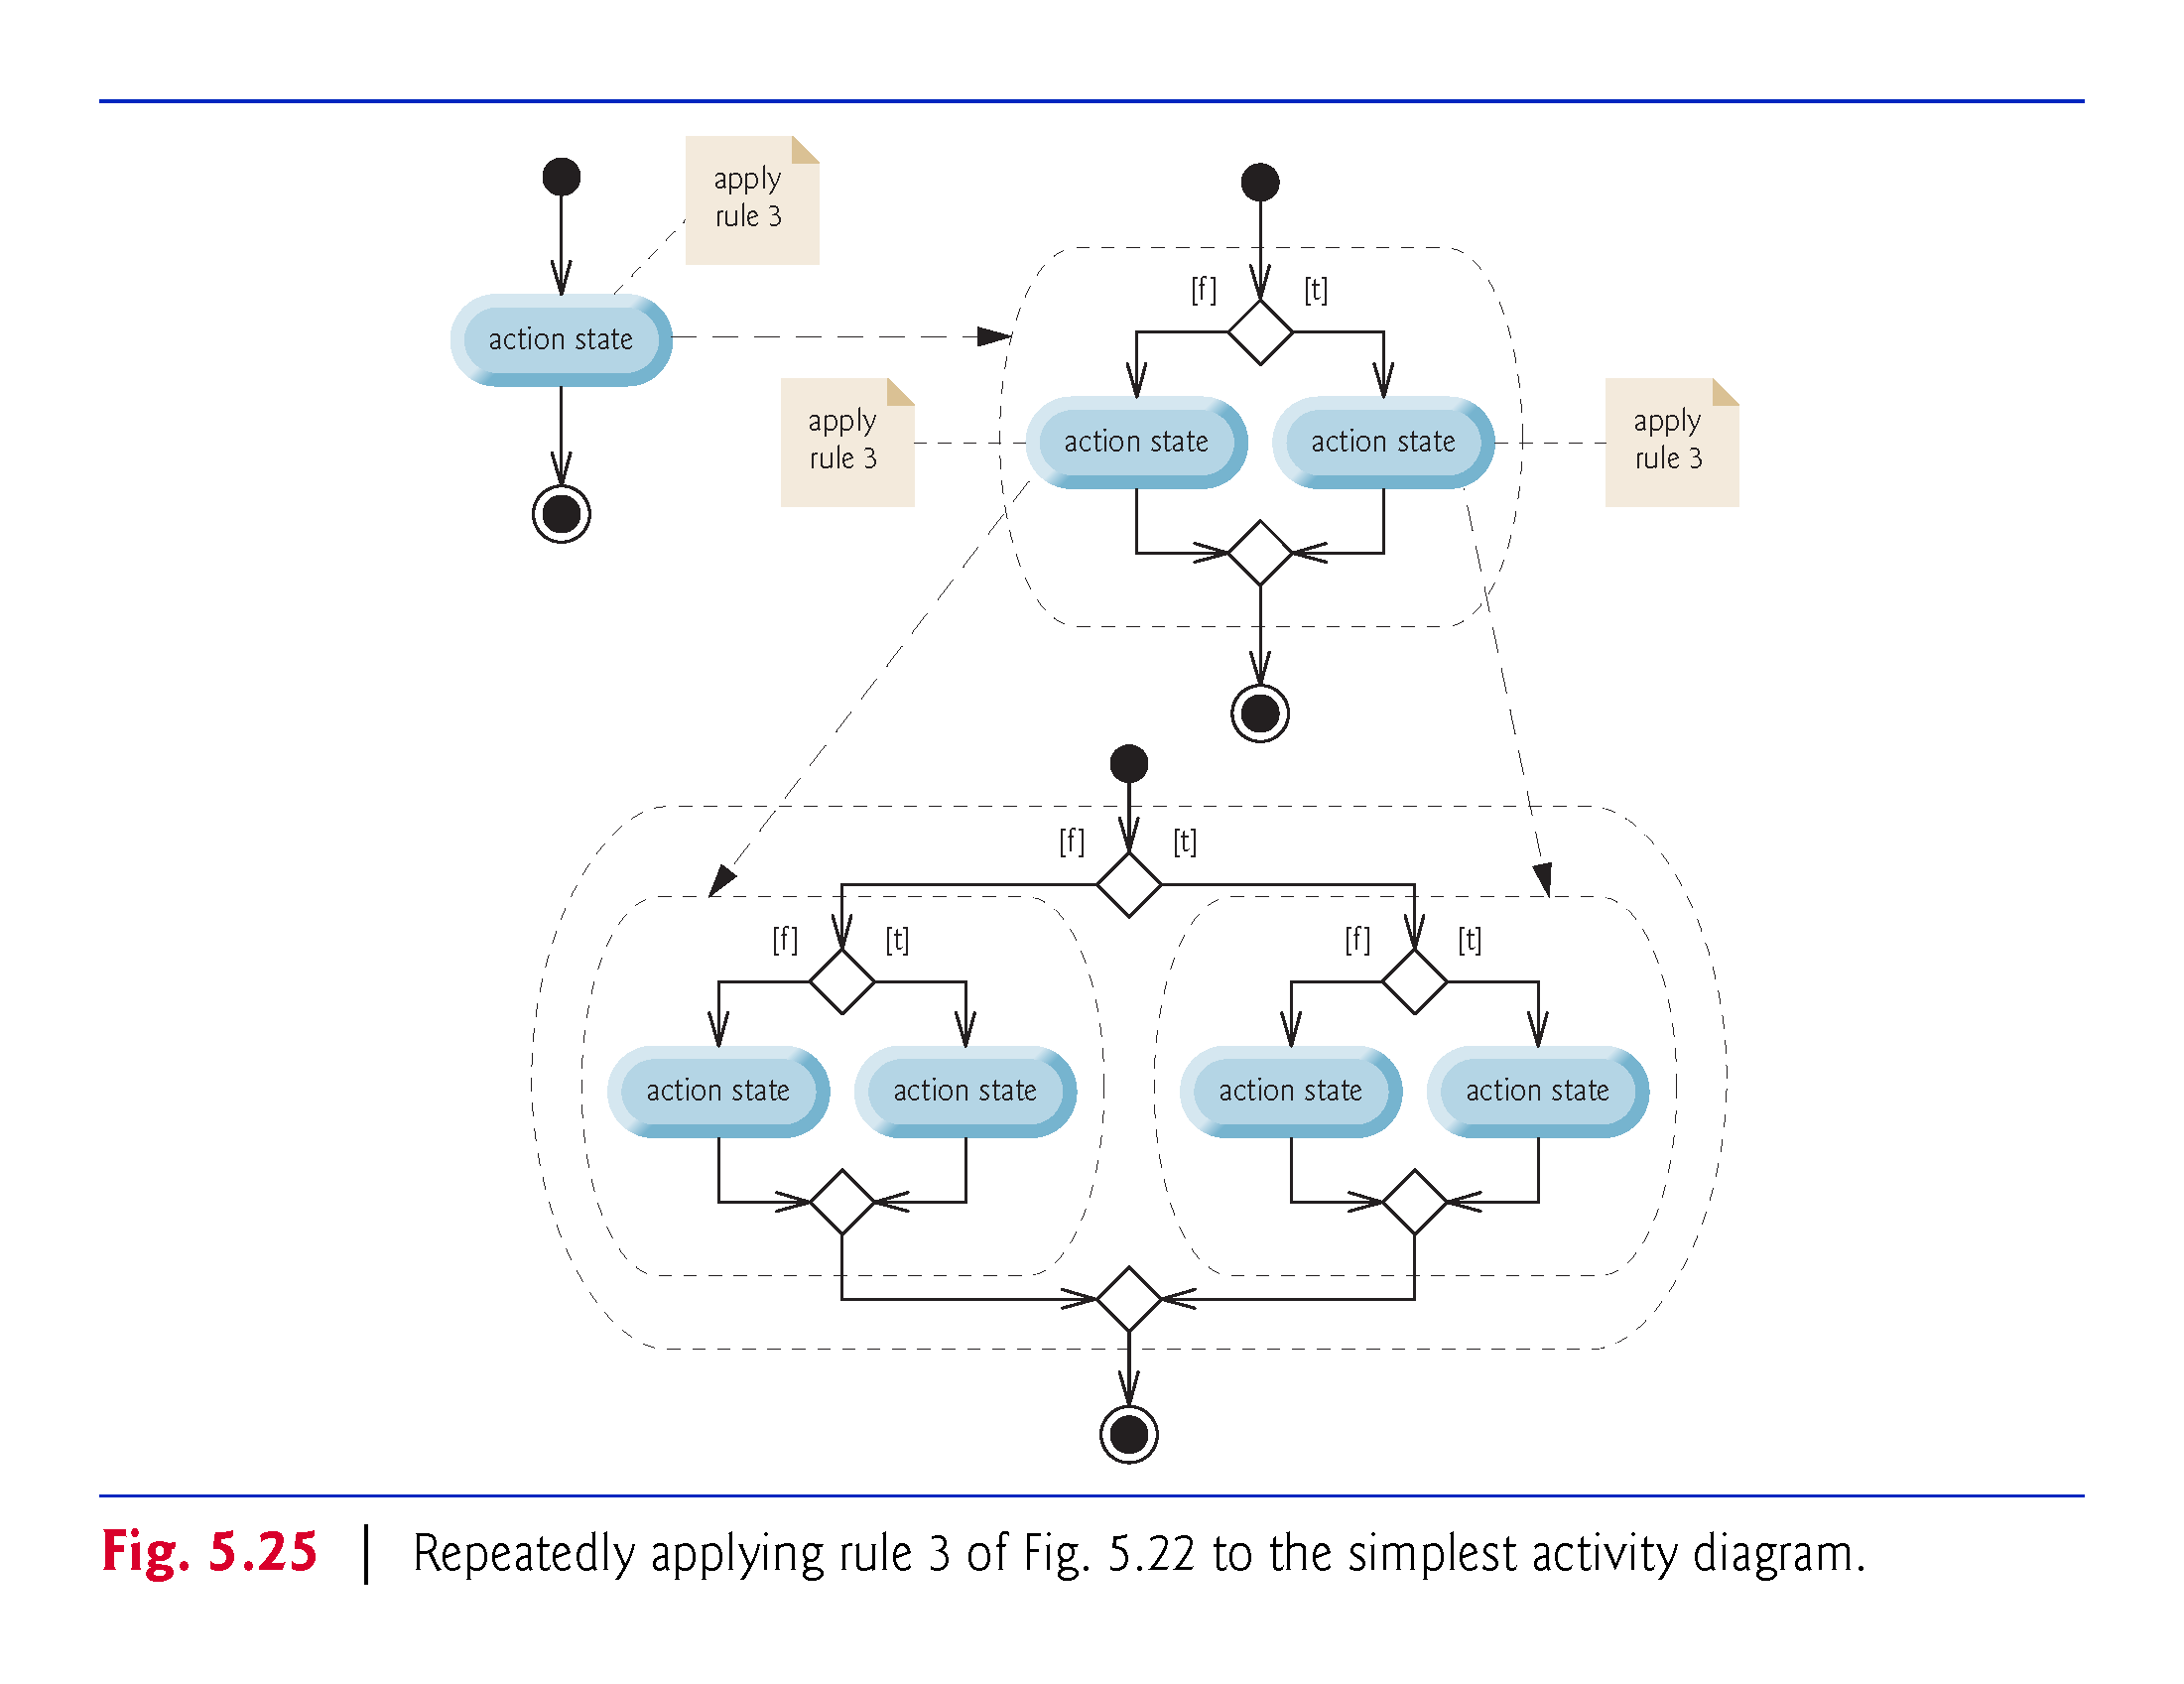 apply
rule 3
action state
[f]
[t]
apply
rule 3
action state
action state
apply
rule 3
[f]
[t]
[f]
[t]
[f]
[t]
action state
action state
action state
action state
Fig. 5.25 | Repeatedly applying rule 3 of Fig. 5.22 to the simplest activity diagram.